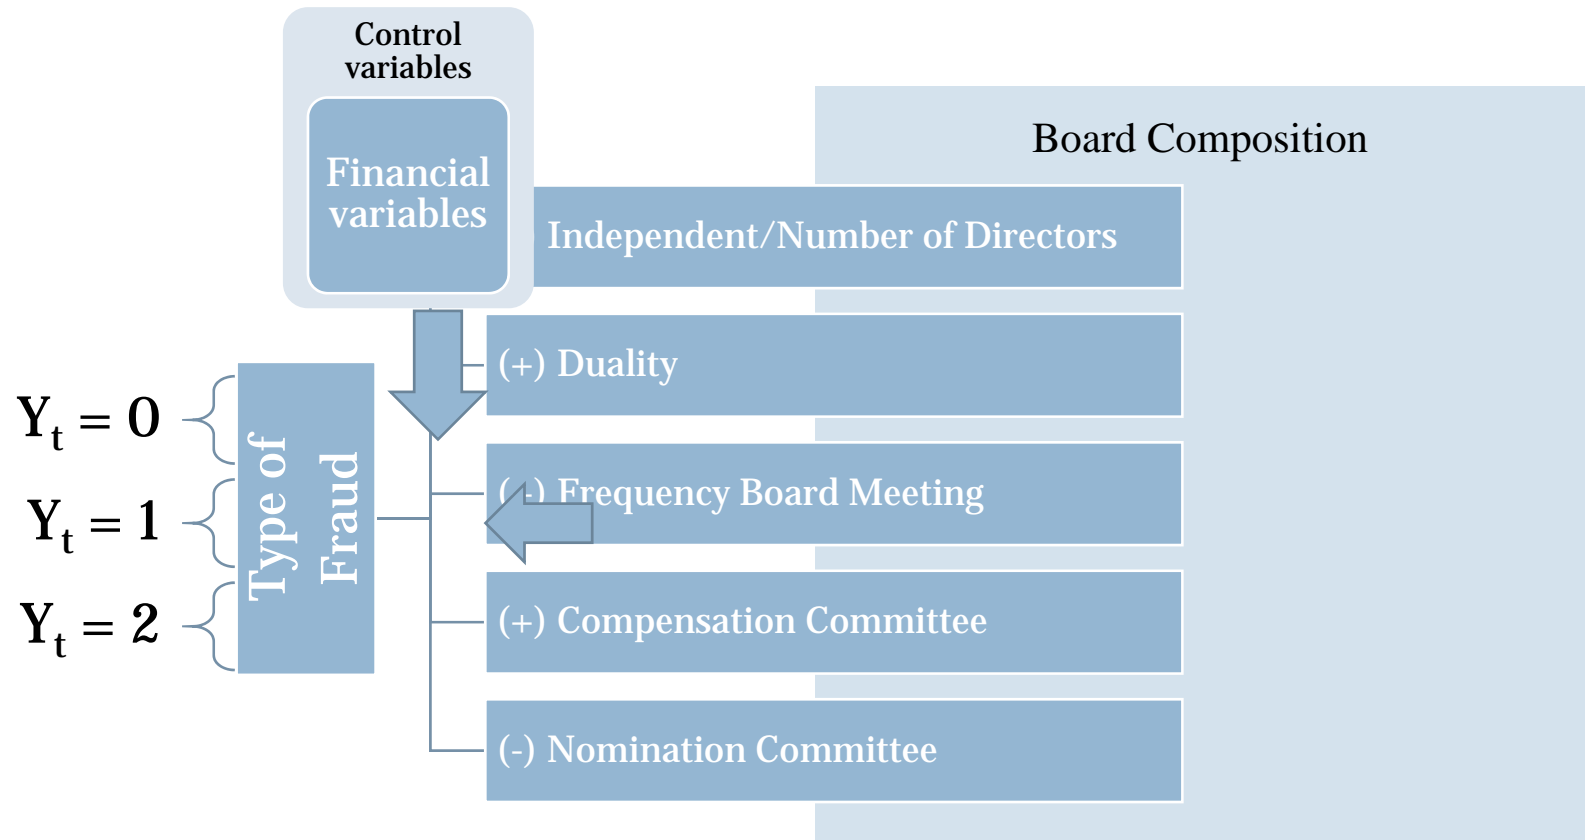 Control
variables
Financial
variables
Board Composition
Independent/Number of Directors
(+) Duality
Frequency Board Meeting
(+) Compensation Committee
(-) Nomination Committee
Type of
Fraud
Yₜ = 0
Yₜ = 1
Yₜ = 2